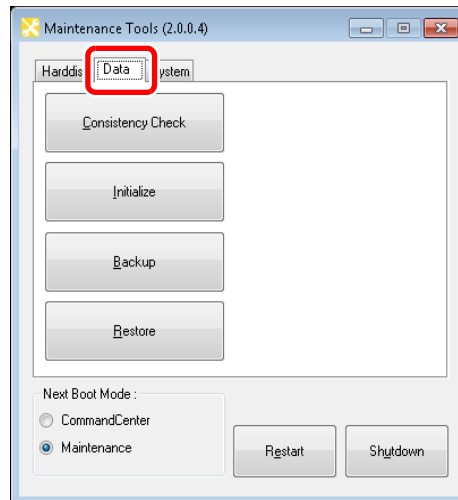 Maintenance Tools (2.0.0.4)
Harddis Data ystem
Consistency Check
Initialize
Backup
Restore
Next Boot Mode :
CommandCenter
Maintenance
Restart Shutdown